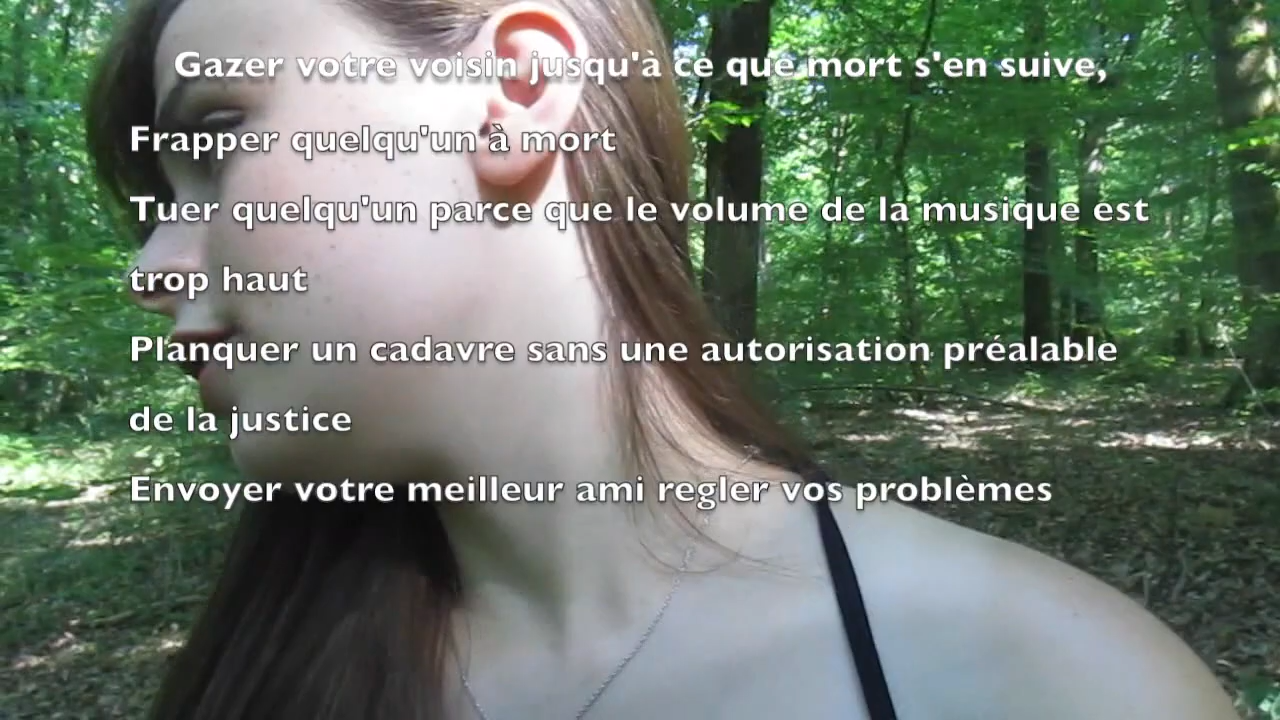 Gazer votre voisin jusqu'à ce que mort s'en suive,
Frapper quelqu'un à mort
Tuer quelqu'un parce que le volume de la musique est
trop haut
Planquer un cadavre sans une autorisation préalable
de la justice
Envoyer votre meilleur ami regler vos problèmes